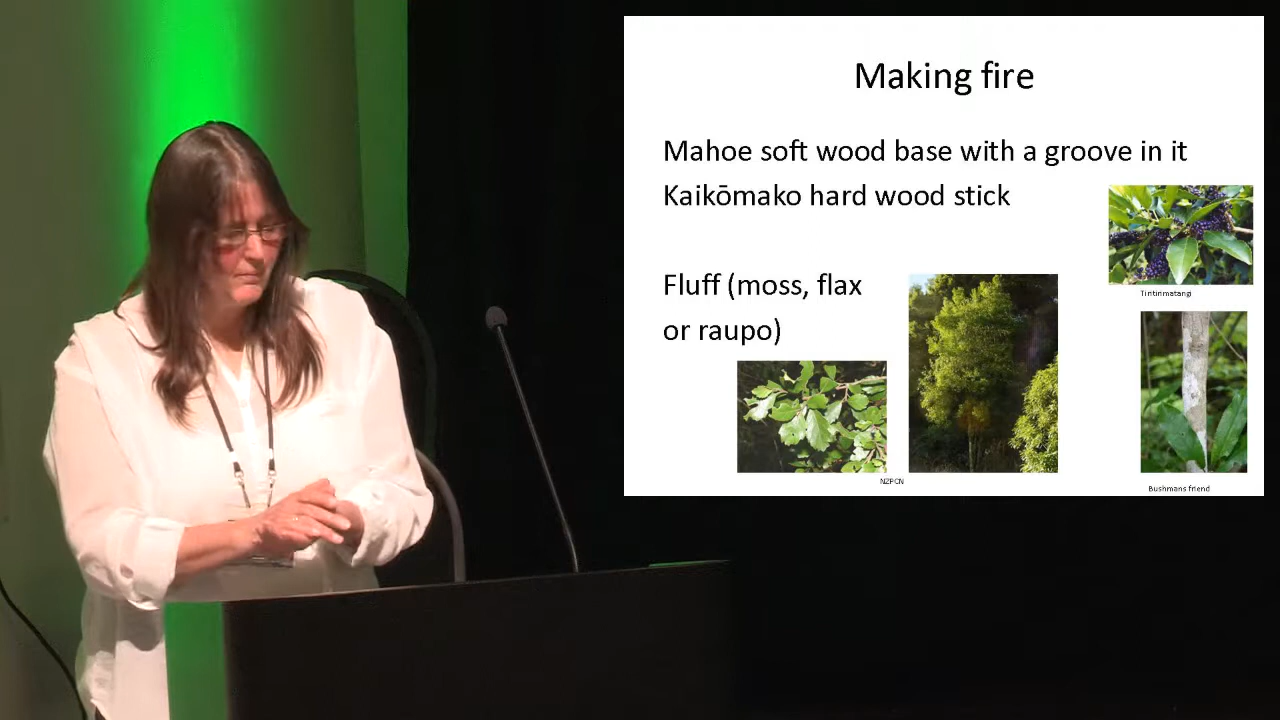 Making fire
Mahoe soft wood base with a groove in it
Kaikōmako hard wood stick
Fluff (moss, flax
or raupo)
Tiritirimatangi
NZPCN
Bushmans friend